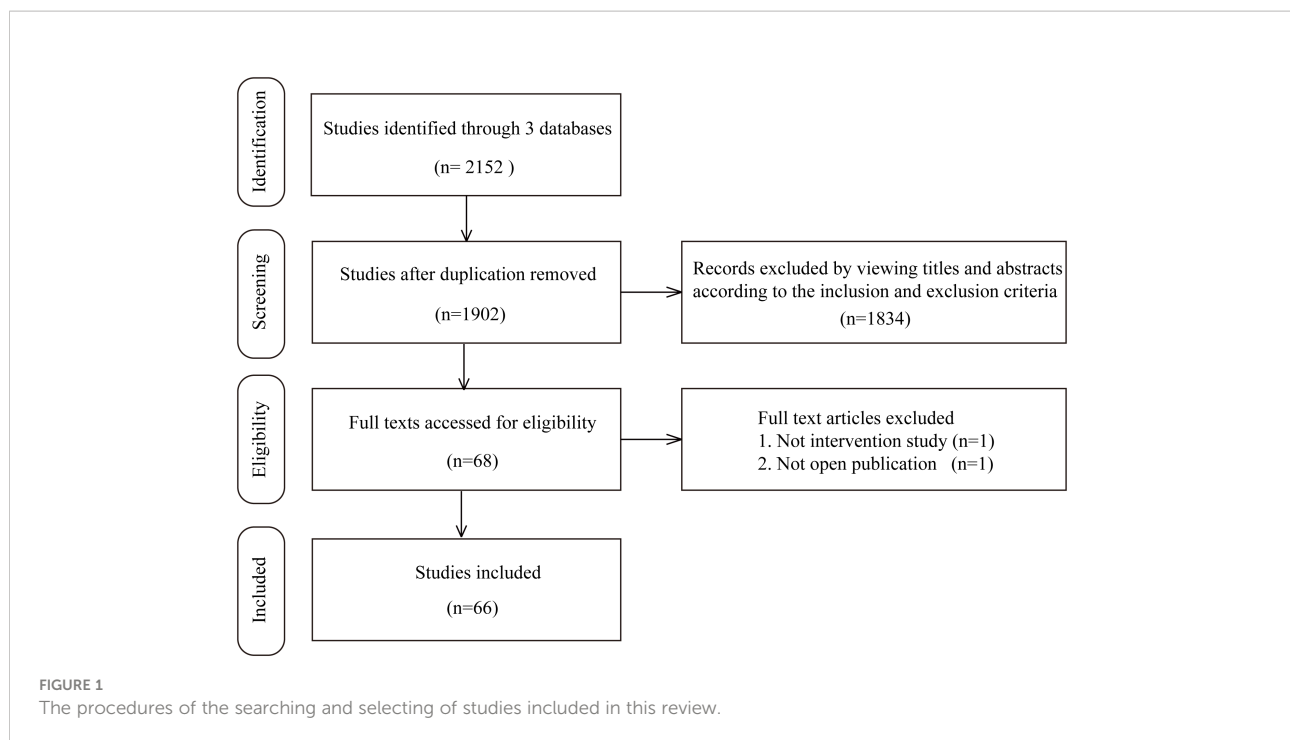 Identification
Studies identified through 3 databases
(n= 2152 )
Screening
Studies after duplication removed
(n=1902)
Records excluded by viewing titles and abstracts
according to the inclusion and exclusion criteria
(n=1834)
Eligibility
Full texts accessed for eligibility
(n=68)
Full text articles excluded
1. Not intervention study (n=1)
2. Not open publication (n=1)
Included
Studies included
(n=66)
FIGURE 1
The procedures of the searching and selecting of studies included in this review.